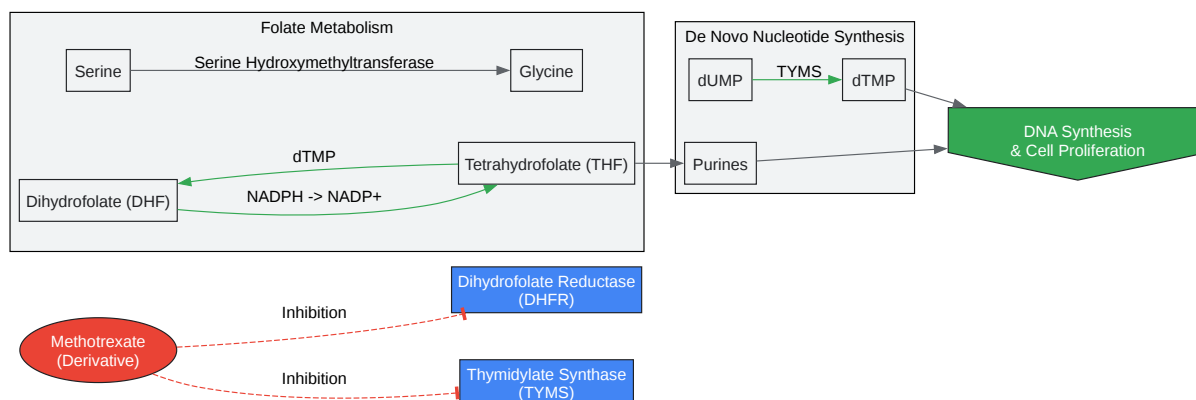 Folate Metabolism
De Novo Nucleotide Synthesis
Serine
Serine Hydroxymethyltransferase
Glycine
dUMP
TYMS
dTMP
DNA Synthesis
& Cell Proliferation
dTMP
Tetrahydrofolate (THF)
Purines
Dihydrofolate (DHF)
NADPH -> NADP+
Dihydrofolate Reductase
(DHFR)
Inhibition
Methotrexate
(Derivative)
Inhibition
Thymidylate Synthase
(TYMS)